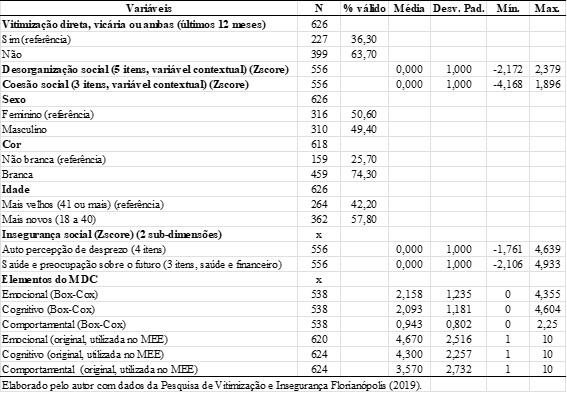 Variáveis N % válido Média Desv. Pad. Mín. Max.
Vitimização direta, vicária ou ambas (últimos 12 meses) 626
Sim (referência) 227 36,30
Não 399 63,70
Desorganização social (5 itens, variável contextual) (Zscore) 556 0,000 1,000 -2,172 2,379
Coesão social (3 itens, variável contextual) (Zscore) 556 0,000 1,000 -4,168 1,896
Sexo 626
Feminino (referência) 316 50,60
Masculino 310 49,40
Cor 618
Não branca (referência) 159 25,70
Branca 459 74,30
Idade 626
Mais velhos (41 ou mais) (referência) 264 42,20
Mais novos (18 a 40) 362 57,80
Insegurança social (Zscore) (2 sub-dimensões) x
Auto percepção de desprezo (4 itens) 556 0,000 1,000 -1,761 4,639
Saúde e preocupação sobre o futuro (3 itens, saúde e financeiro) 556 0,000 1,000 -2,106 4,933
Elementos do MDC x
Emocional (Box-Cox) 538 2,158 1,235 0 4,355
Cognitivo (Box-Cox) 538 2,093 1,181 0 4,604
Comportamental (Box-Cox) 538 0,943 0,802 0 2,25
Emocional (original, utilizada no MEE) 620 4,670 2,516 1 10
Cognitivo (original, utilizada no MEE) 624 4,300 2,257 1 10
Comportamental (original, utilizada no MEE) 624 3,570 2,732 1 10
Elaborado pelo autor com dados da Pesquisa de Vitimização e Insegurança Florianópolis (2019).